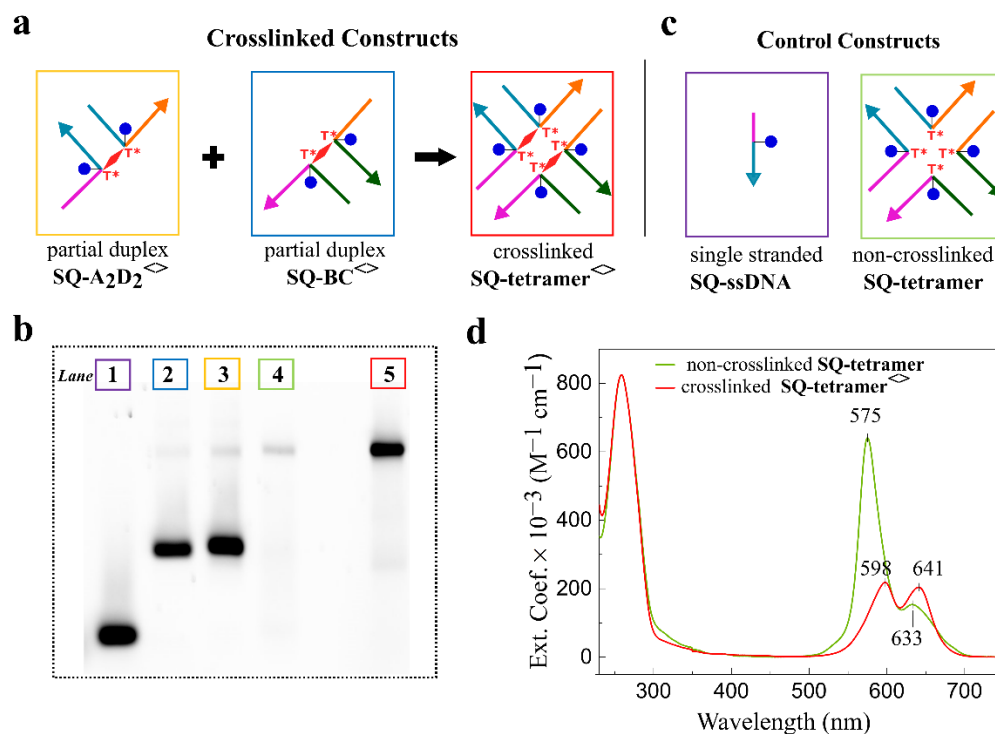 a
Crosslinked Constructs
T*
T*
+
T*
T*
T*
T*
T*
T*
partial duplex
SQ-A₂D₂<>
partial duplex
SQ-BC<>
crosslinked
SQ-tetramer<>
c
Control Constructs
T*
T*
T*
T*
single stranded
SQ-ssDNA
non-crosslinked
SQ-tetramer
b
Lane 1 2 3 4 5
d
non-crosslinked SQ-tetramer
crosslinked SQ-tetramer<>
575
598
641
633
800
600
400
200
0
Ext. Coef. × 10⁻³ (M⁻¹ cm⁻¹)
300 400 500 600 700
Wavelength (nm)